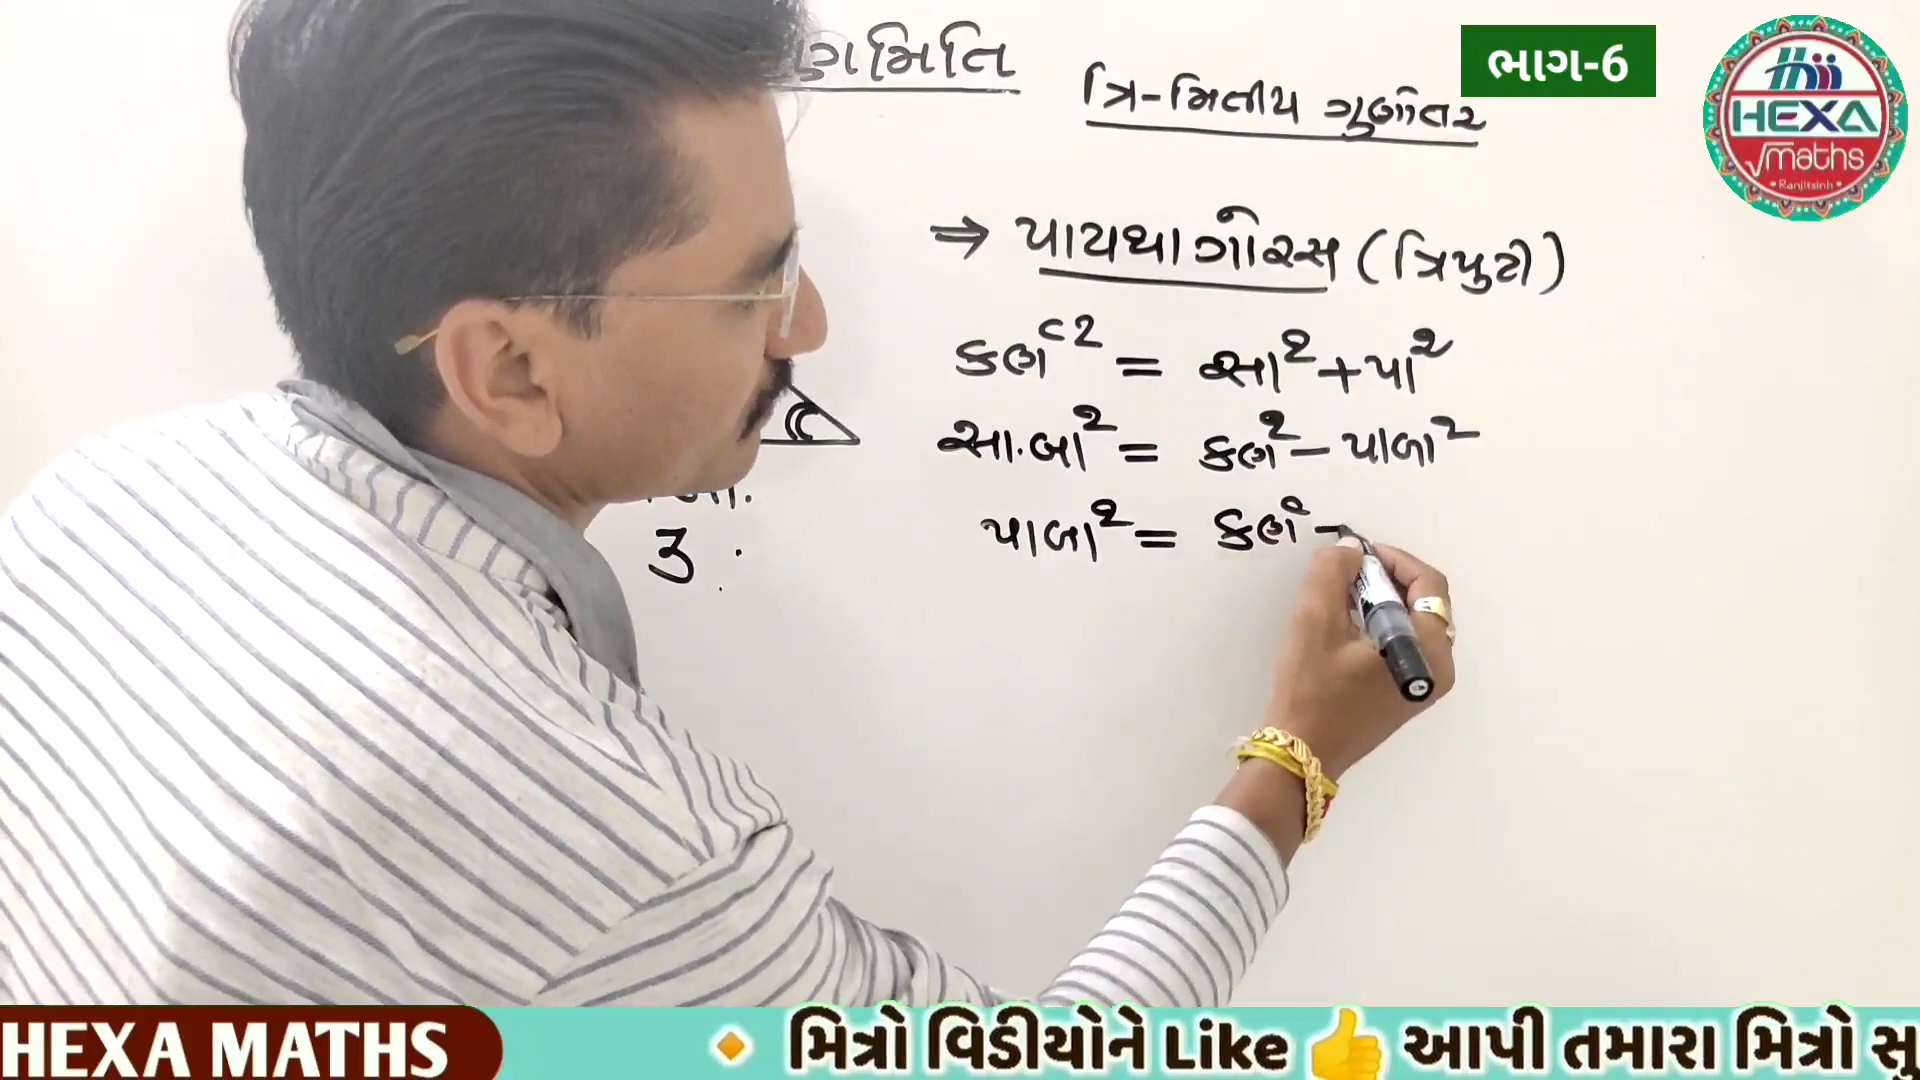 ણમિતિ
ત્રિ-મિતીય ગુણોતર
ભાગ-6
HEXA
√maths
Ranjitsinh
⇒ પાયથાગોરસ (ત્રિપુટી)
કર્ણ² = સા² + પા²
સા.બા² = કર્ણ² – પાબા²
પાબા² = કર્ણ² –
3
HEXA MATHS
🔸 મિત્રો વિડીયોને Like 👍 આપી તમારા મિત્રો સુ